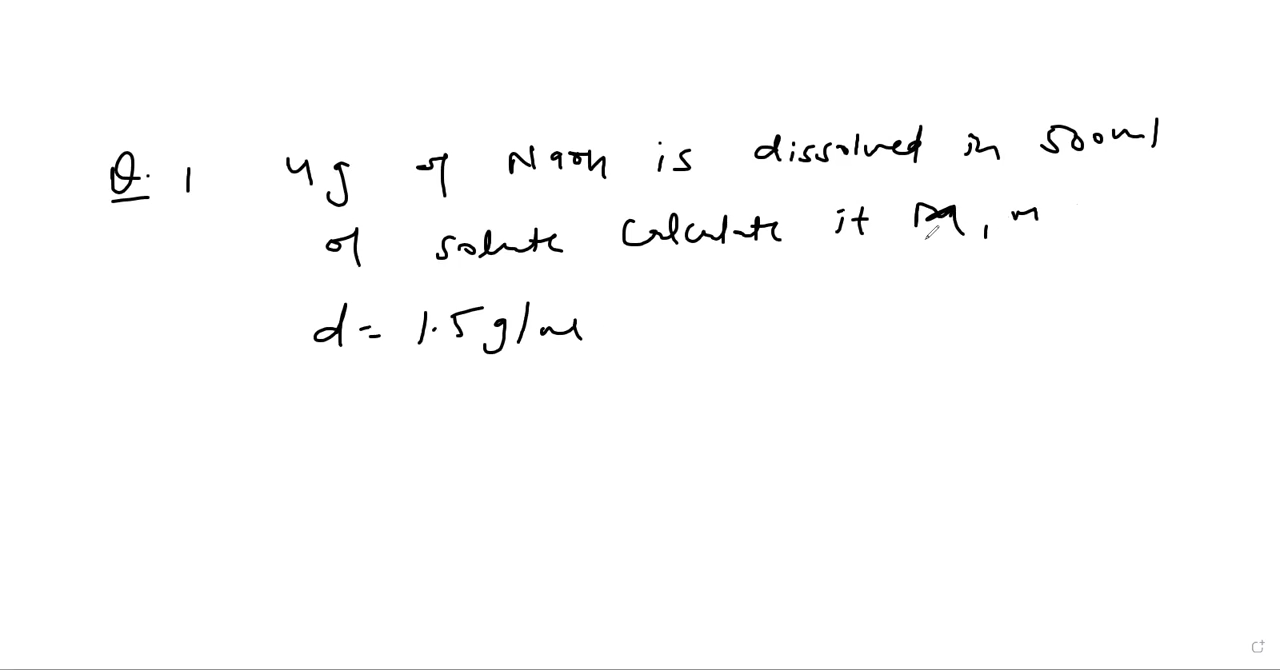 Q. 1 4g of NaOH is dissolved in 500ml
of solute calculate it M, m
d = 1.5g/ml